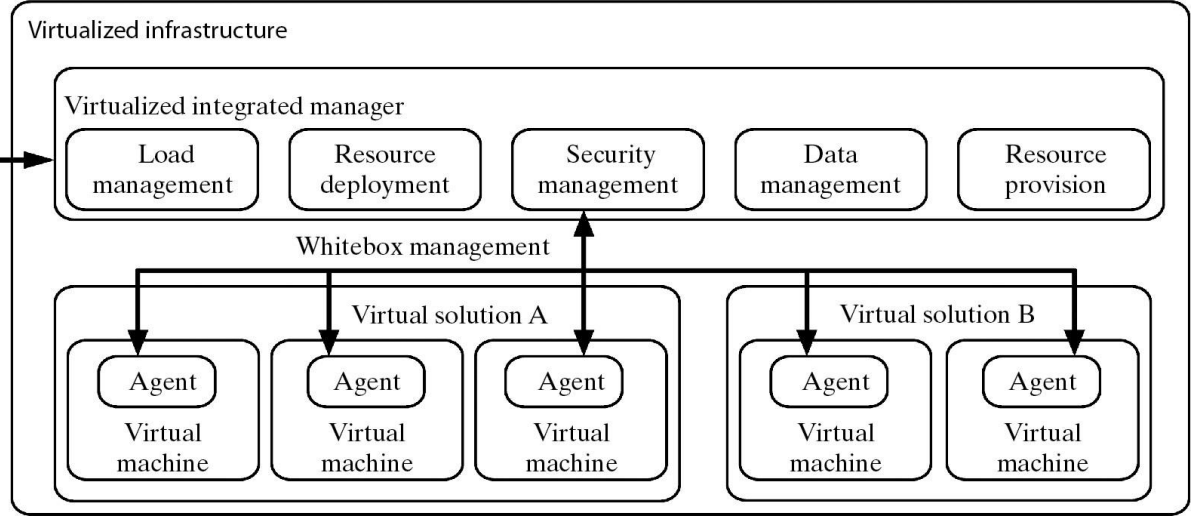 Virtualized infrastructure
Virtualized integrated manager
Load
management
Resource
deployment
Security
management
Data
management
Resource
provision
Whitebox management
Virtual solution A
Agent
Virtual
machine
Agent
Virtual
machine
Agent
Virtual
machine
Virtual solution B
Agent
Virtual
machine
Agent
Virtual
machine